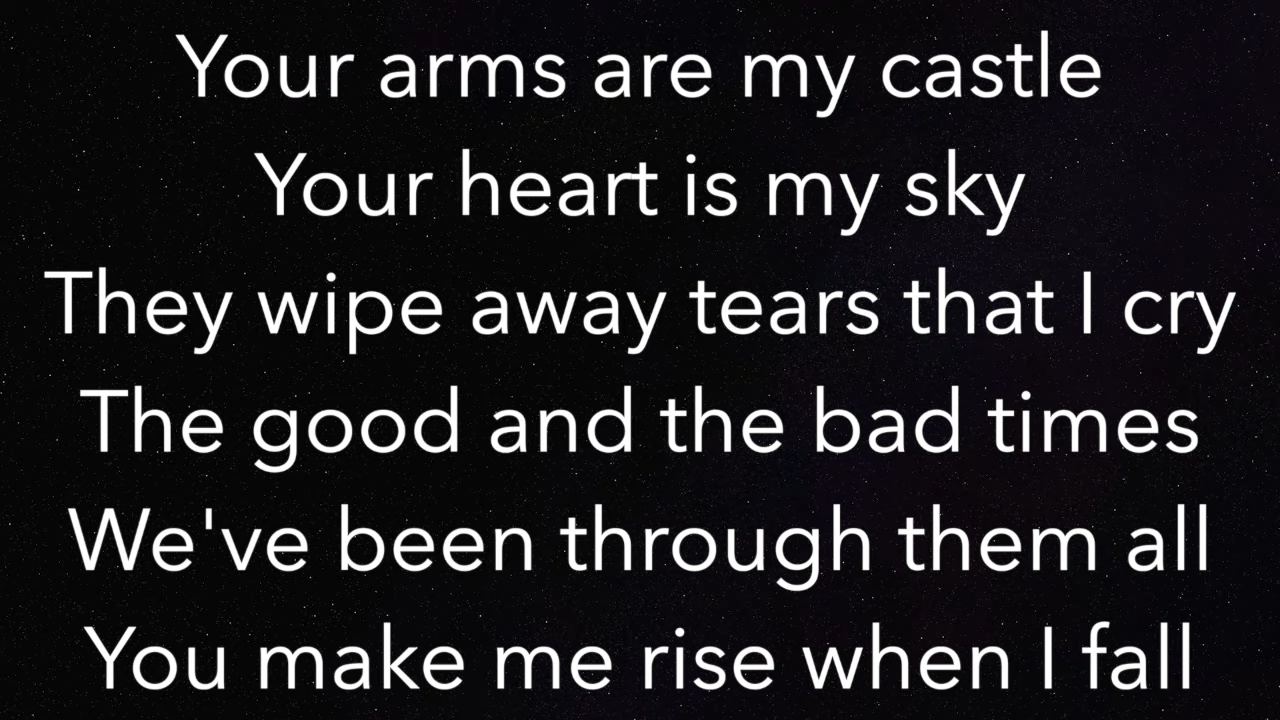 Your arms are my castle
Your heart is my sky
They wipe away tears that I cry
The good and the bad times
We've been through them all
You make me rise when I fall